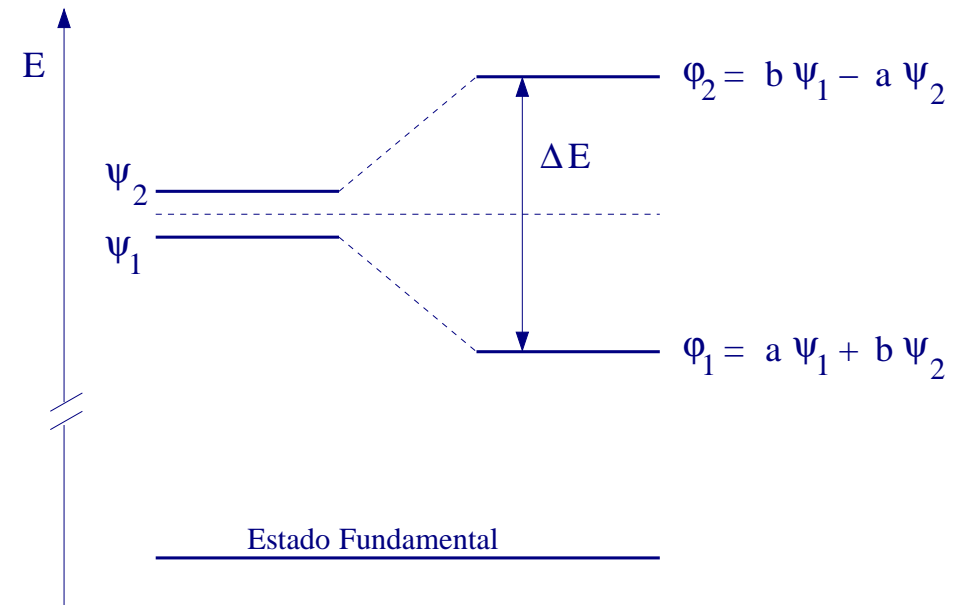 E
φ₂ = b ψ₁ − a ψ₂
ΔE
ψ₂
ψ₁
φ₁ = a ψ₁ + b ψ₂
Estado Fundamental